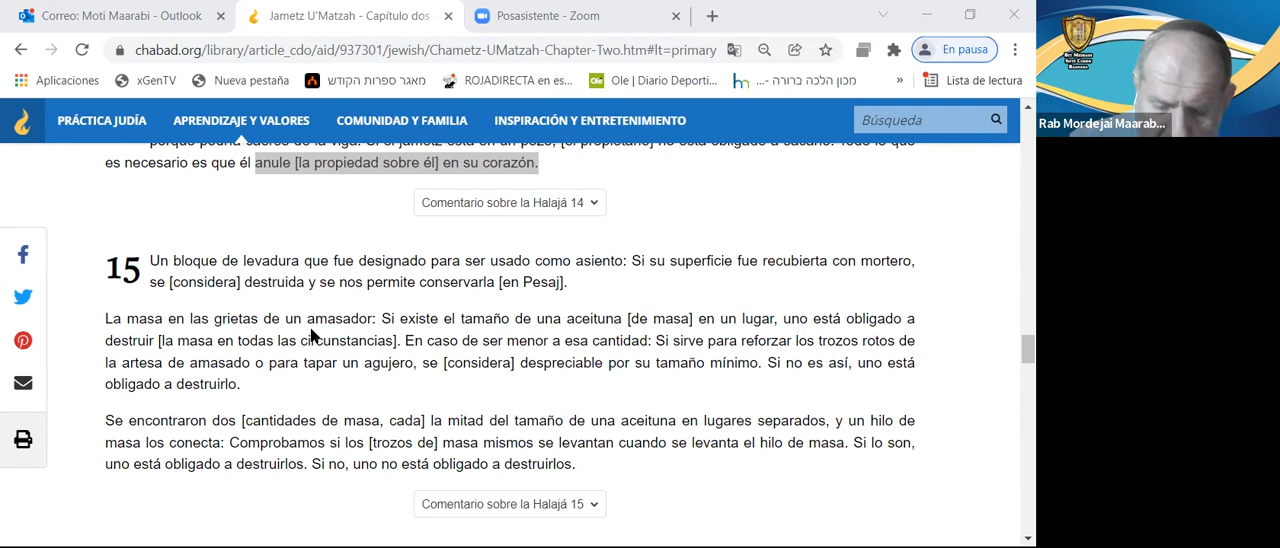 Correo: Moti Maarabi - Outlook
Jametz U'Matzah - Capítulo dos
Posasistente - Zoom
chabad.org/library/article_cdo/aid/937301/jewish/Chametz-UMatzah-Chapter-Two.htm#lt=primary
En pausa
Aplicaciones
xGenTV
Nueva pestaña
מאגר ספרות הקודש
ROJADIRECTA en es...
Ole | Diario Deporti...
מכון הלכה ברורה -...
»
Lista de lectura
PRÁCTICA JUDÍA
APRENDIZAJE Y VALORES
COMUNIDAD Y FAMILIA
INSPIRACIÓN Y ENTRETENIMIENTO
Búsqueda
es necesario es que él anule [la propiedad sobre él] en su corazón.
Comentario sobre la Halajá 14
15 Un bloque de levadura que fue designado para ser usado como asiento: Si su superficie fue recubierta con mortero,
se [considera] destruida y se nos permite conservarla [en Pesaj].
La masa en las grietas de un amasador: Si existe el tamaño de una aceituna [de masa] en un lugar, uno está obligado a
destruir [la masa en todas las circunstancias]. En caso de ser menor a esa cantidad: Si sirve para reforzar los trozos rotos de
la artesa de amasado o para tapar un agujero, se [considera] despreciable por su tamaño mínimo. Si no es así, uno está
obligado a destruirlo.
Se encontraron dos [cantidades de masa, cada] la mitad del tamaño de una aceituna en lugares separados, y un hilo de
masa los conecta: Comprobamos si los [trozos de] masa mismos se levantan cuando se levanta el hilo de masa. Si lo son,
uno está obligado a destruirlos. Si no, uno no está obligado a destruirlos.
Comentario sobre la Halajá 15
BET MIDRASH
SIFTÉ COHEN
RAANANA
Rab Mordejai Maarab...